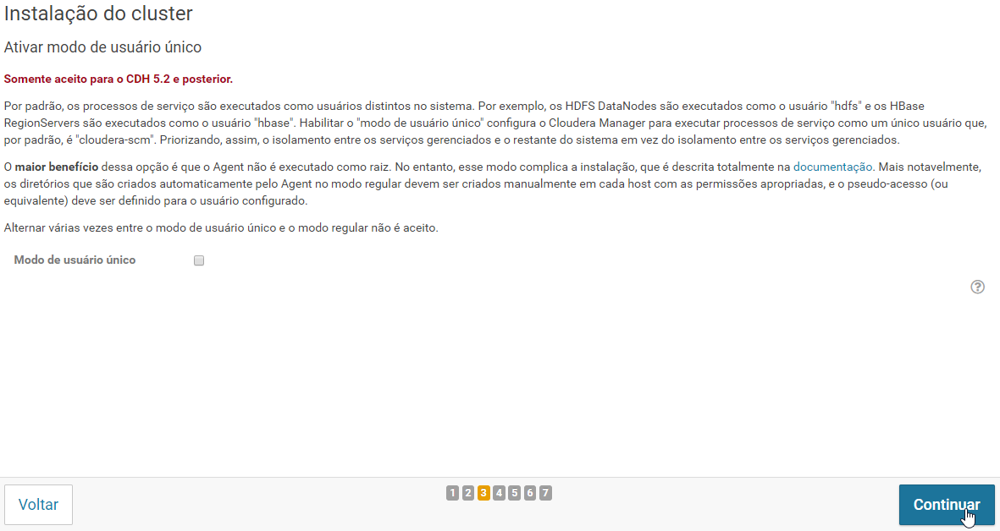 Instalação do cluster
Ativar modo de usuário único
Somente aceito para o CDH 5.2 e posterior.
Por padrão, os processos de serviço são executados como usuários distintos no sistema. Por exemplo, os HDFS DataNodes são executados como o usuário "hdfs" e os HBase
RegionServers são executados como o usuário "hbase". Habilitar o "modo de usuário único" configura o Cloudera Manager para executar processos de serviço como um único usuário que,
por padrão, é "cloudera-scm". Priorizando, assim, o isolamento entre os serviços gerenciados e o restante do sistema em vez do isolamento entre os serviços gerenciados.
O maior benefício dessa opção é que o Agent não é executado como raiz. No entanto, esse modo complica a instalação, que é descrita totalmente na documentação. Mais notavelmente,
os diretórios que são criados automaticamente pelo Agent no modo regular devem ser criados manualmente em cada host com as permissões apropriadas, e o pseudo-acesso (ou
equivalente) deve ser definido para o usuário configurado.
Alternar várias vezes entre o modo de usuário único e o modo regular não é aceito.
Modo de usuário único
?
Voltar
1 2 3 4 5 6 7
Continuar